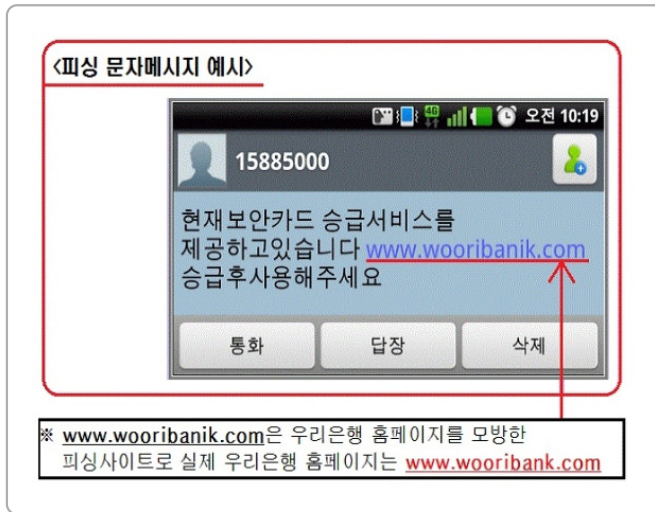 <피싱 문자메시지 예시>
4G 오전 10:19
15885000
현재보안카드 승급서비스를
제공하고있습니다 www.wooribanik.com
승급후사용해주세요
통화 답장 삭제
※ www.wooribanik.com은 우리은행 홈페이지를 모방한
피싱사이트로 실제 우리은행 홈페이지는 www.wooribank.com